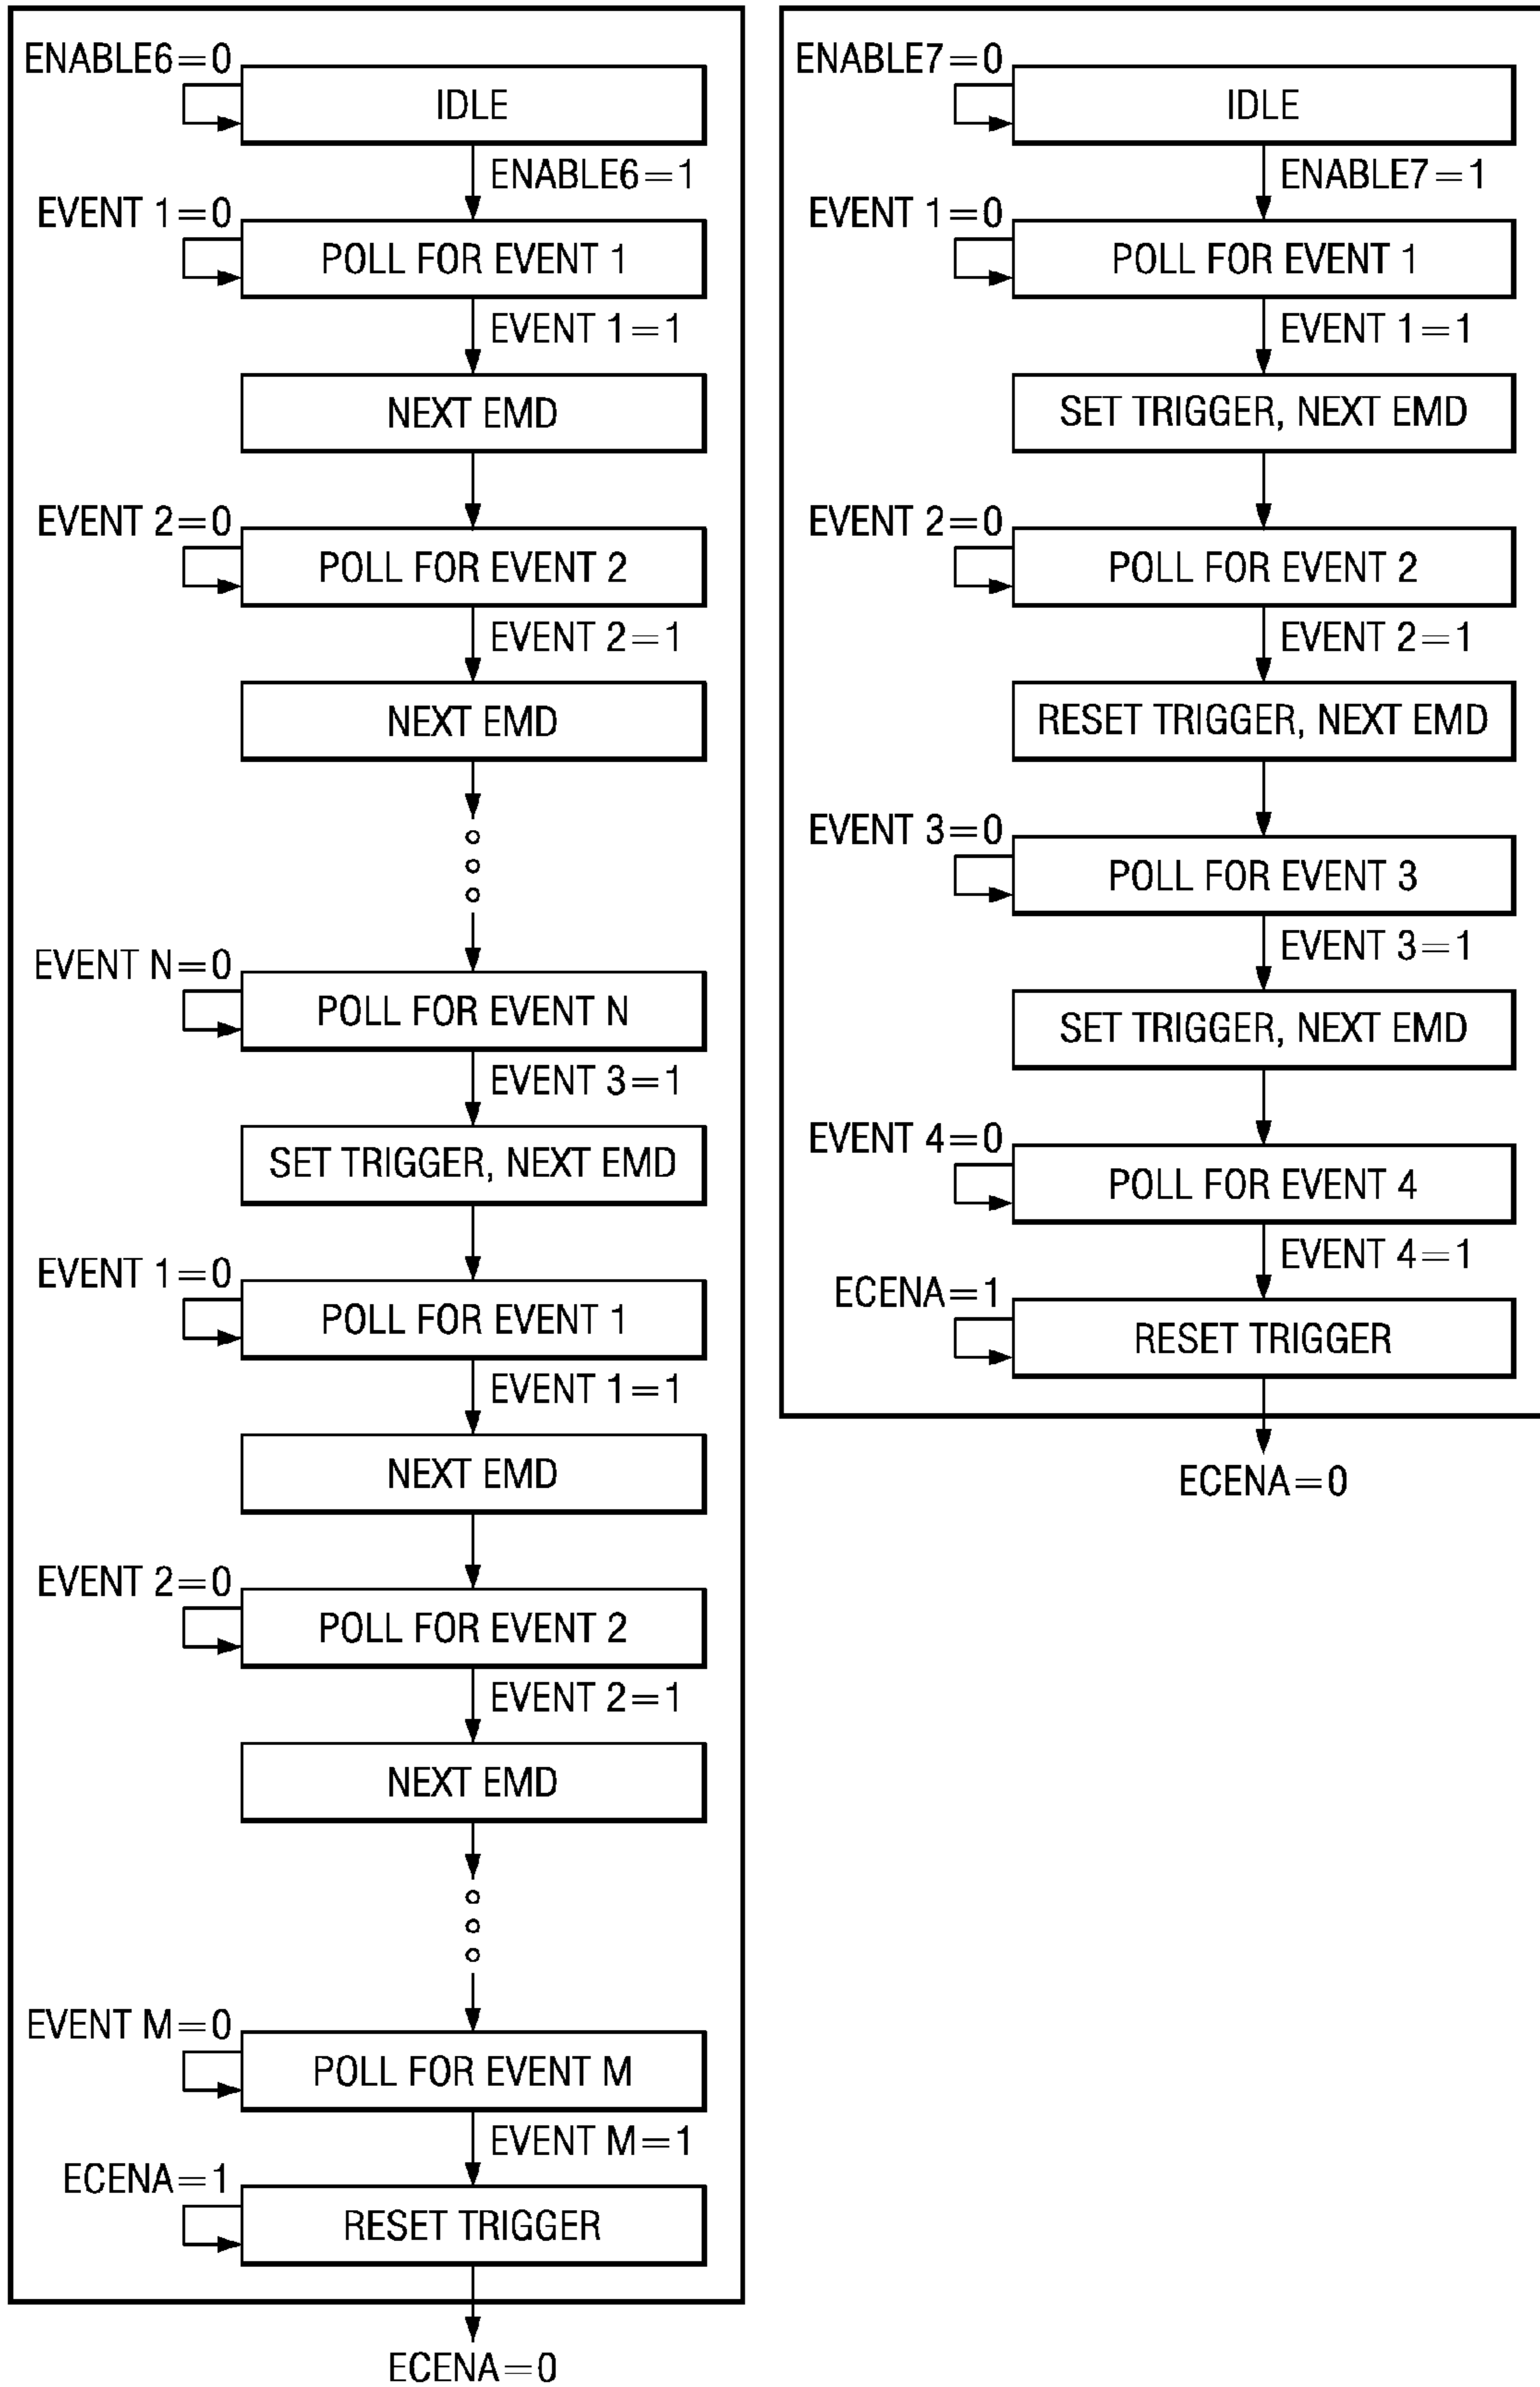 ENABLE6=0
IDLE
ENABLE6=1
EVENT 1=0
POLL FOR EVENT 1
EVENT 1=1
NEXT EMD
EVENT 2=0
POLL FOR EVENT 2
EVENT 2=1
NEXT EMD
EVENT N=0
POLL FOR EVENT N
EVENT 3=1
SET TRIGGER, NEXT EMD
EVENT 1=0
POLL FOR EVENT 1
EVENT 1=1
NEXT EMD
EVENT 2=0
POLL FOR EVENT 2
EVENT 2=1
NEXT EMD
EVENT M=0
POLL FOR EVENT M
EVENT M=1
ECENA=1
RESET TRIGGER
ECENA=0
ENABLE7=0
IDLE
ENABLE7=1
EVENT 1=0
POLL FOR EVENT 1
EVENT 1=1
SET TRIGGER, NEXT EMD
EVENT 2=0
POLL FOR EVENT 2
EVENT 2=1
RESET TRIGGER, NEXT EMD
EVENT 3=0
POLL FOR EVENT 3
EVENT 3=1
SET TRIGGER, NEXT EMD
EVENT 4=0
POLL FOR EVENT 4
EVENT 4=1
ECENA=1
RESET TRIGGER
ECENA=0